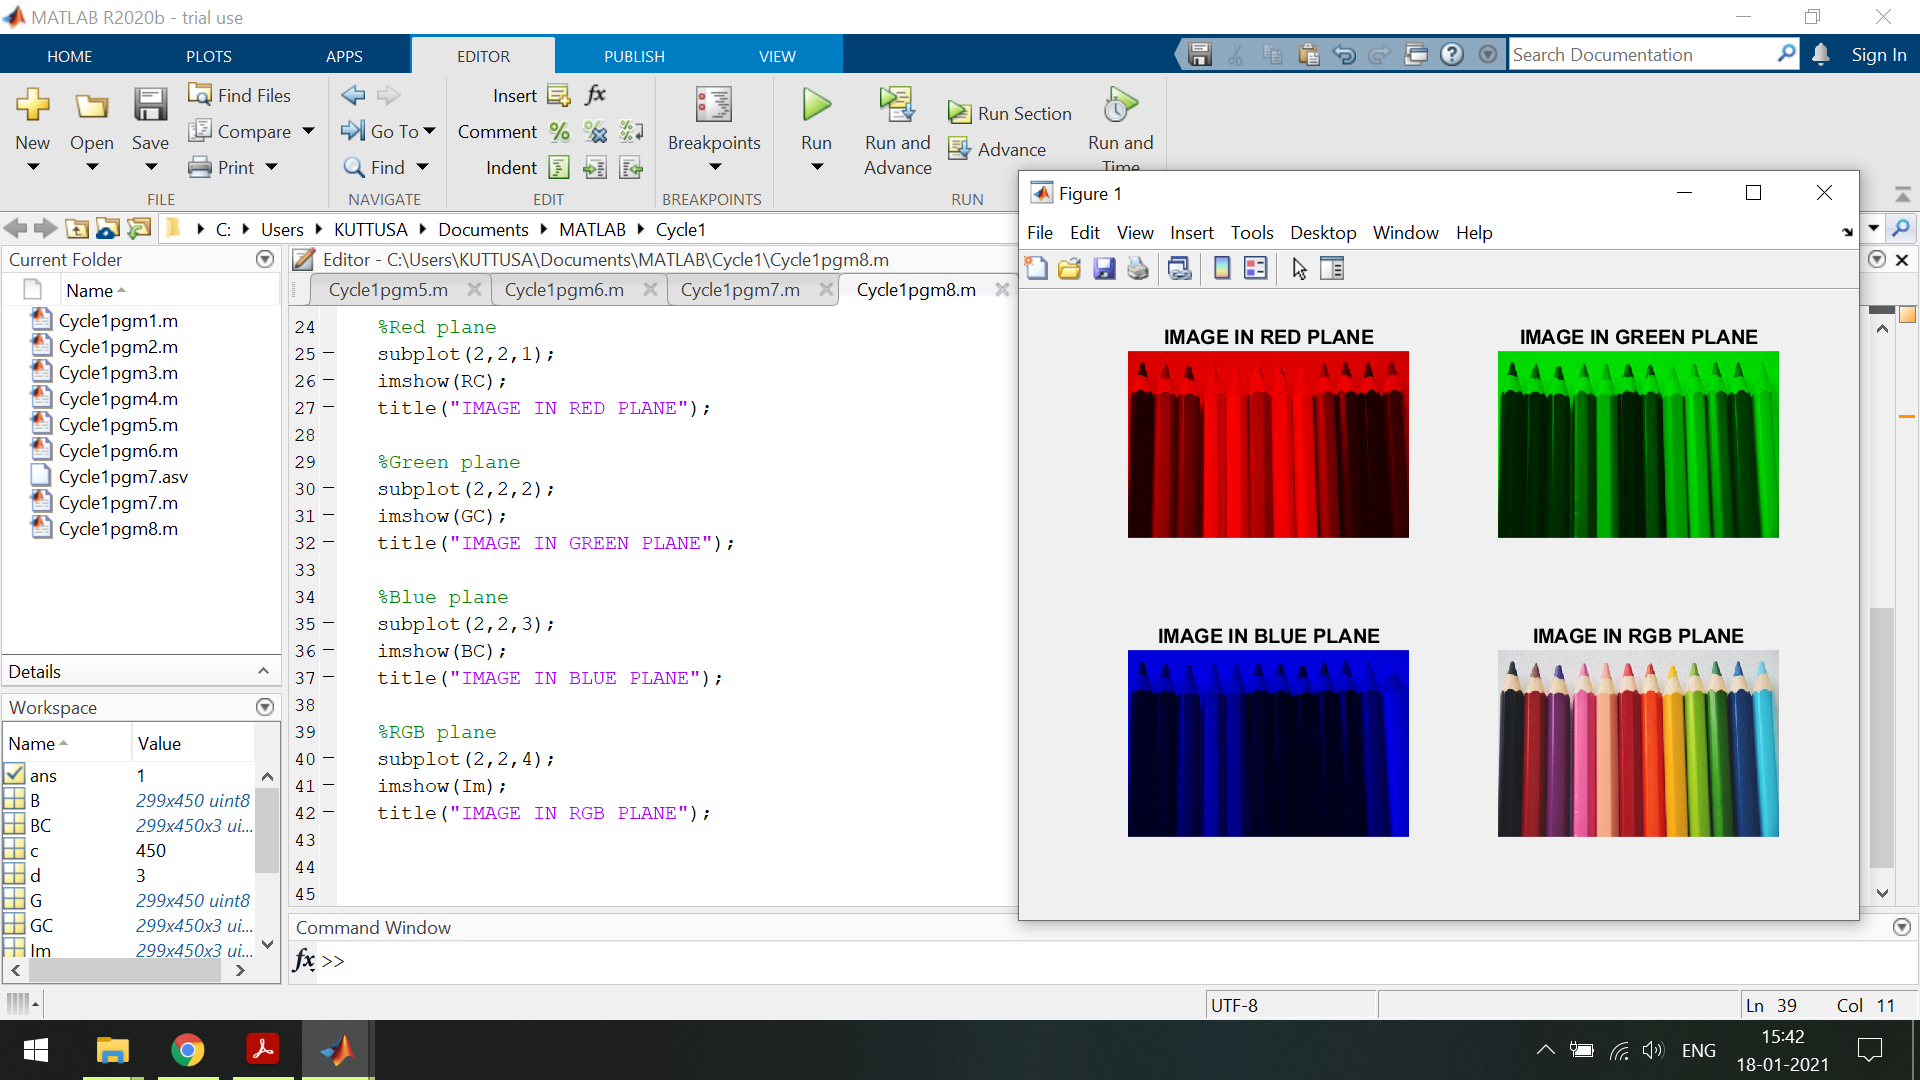 MATLAB R2020b - trial use
HOME PLOTS APPS EDITOR PUBLISH VIEW
Search Documentation
Sign In
New
Open
Save
Find Files
Compare
Print
FILE
Go To
Find
NAVIGATE
Insert
Comment
Indent
EDIT
Breakpoints
BREAKPOINTS
Run
Run and Advance
Run Section
Advance
Run and Time
RUN
C: Users KUTTUSA Documents MATLAB Cycle1
Current Folder
Name
Cycle1pgm1.m
Cycle1pgm2.m
Cycle1pgm3.m
Cycle1pgm4.m
Cycle1pgm5.m
Cycle1pgm6.m
Cycle1pgm7.asv
Cycle1pgm7.m
Cycle1pgm8.m
Details
Workspace
Name Value
ans 1
B 299x450 uint8
BC 299x450x3 ui...
c 450
d 3
G 299x450 uint8
GC 299x450x3 ui...
Im 299x450x3 ui...
Editor - C:\Users\KUTTUSA\Documents\MATLAB\Cycle1\Cycle1pgm8.m
Cycle1pgm5.m Cycle1pgm6.m Cycle1pgm7.m Cycle1pgm8.m
24 %Red plane
25 subplot(2,2,1);
26 imshow(RC);
27 title("IMAGE IN RED PLANE");
28
29 %Green plane
30 subplot(2,2,2);
31 imshow(GC);
32 title("IMAGE IN GREEN PLANE");
33
34 %Blue plane
35 subplot(2,2,3);
36 imshow(BC);
37 title("IMAGE IN BLUE PLANE");
38
39 %RGB plane
40 subplot(2,2,4);
41 imshow(Im);
42 title("IMAGE IN RGB PLANE");
43
44
45
Command Window
fx >>
Figure 1
File Edit View Insert Tools Desktop Window Help
IMAGE IN RED PLANE
IMAGE IN GREEN PLANE
IMAGE IN BLUE PLANE
IMAGE IN RGB PLANE
UTF-8
Ln 39 Col 11
ENG
15:42
18-01-2021